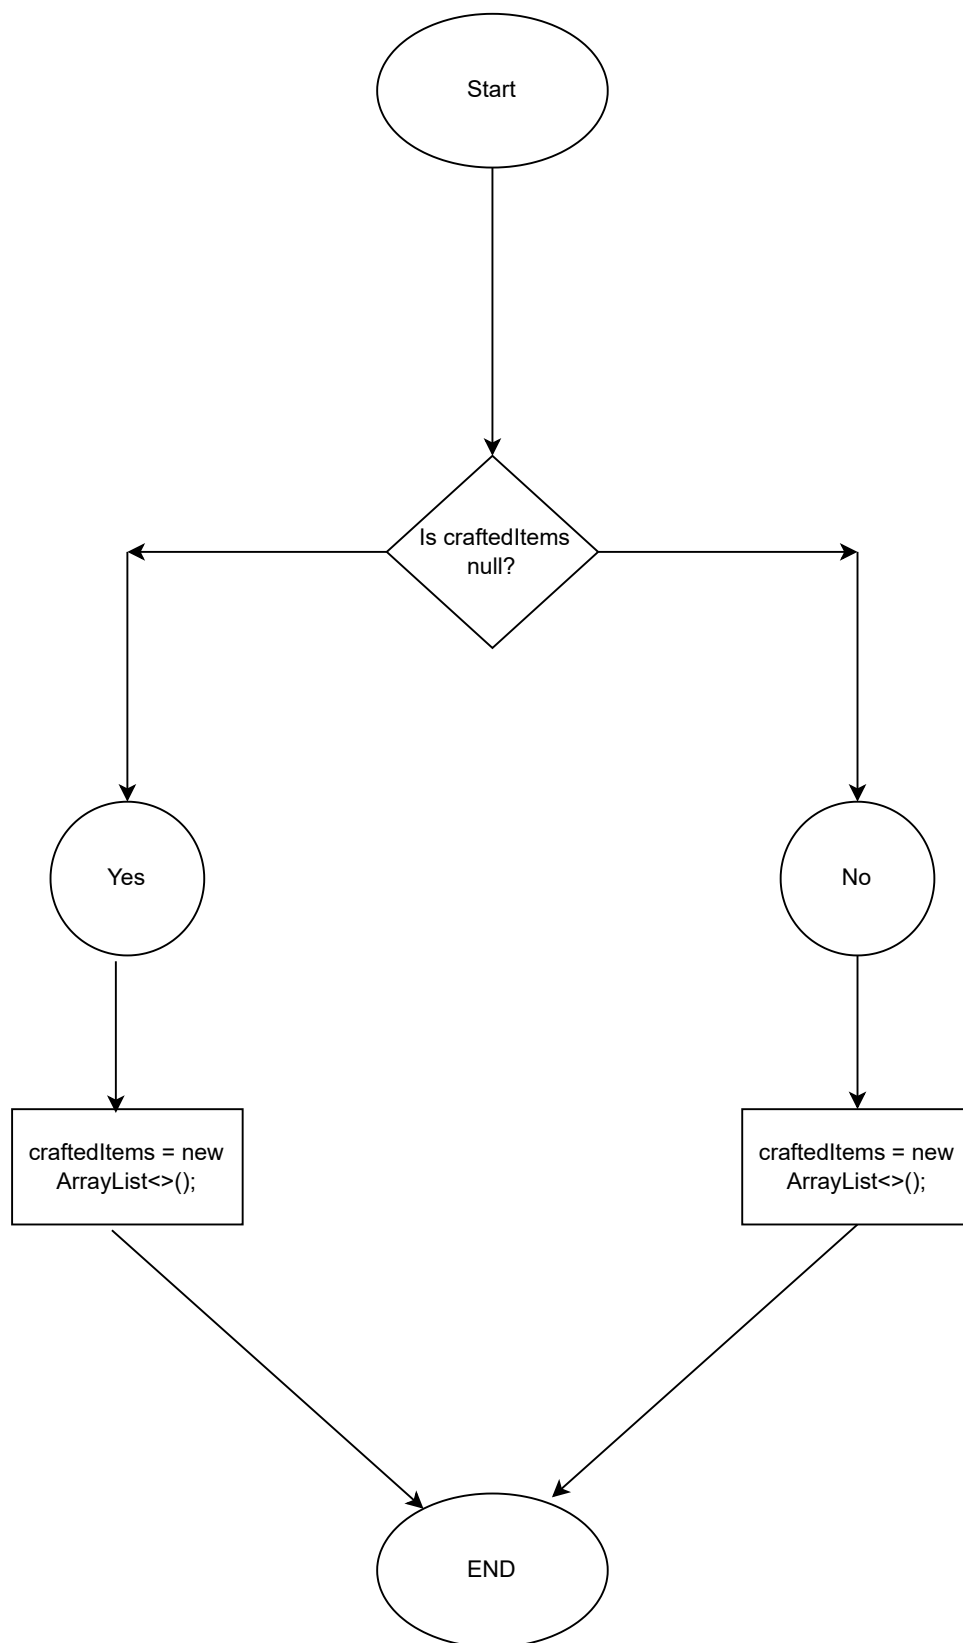 Start
Is craftedItems
null?
Yes
No
craftedItems = new
ArrayList<>();
craftedItems = new
ArrayList<>();
END